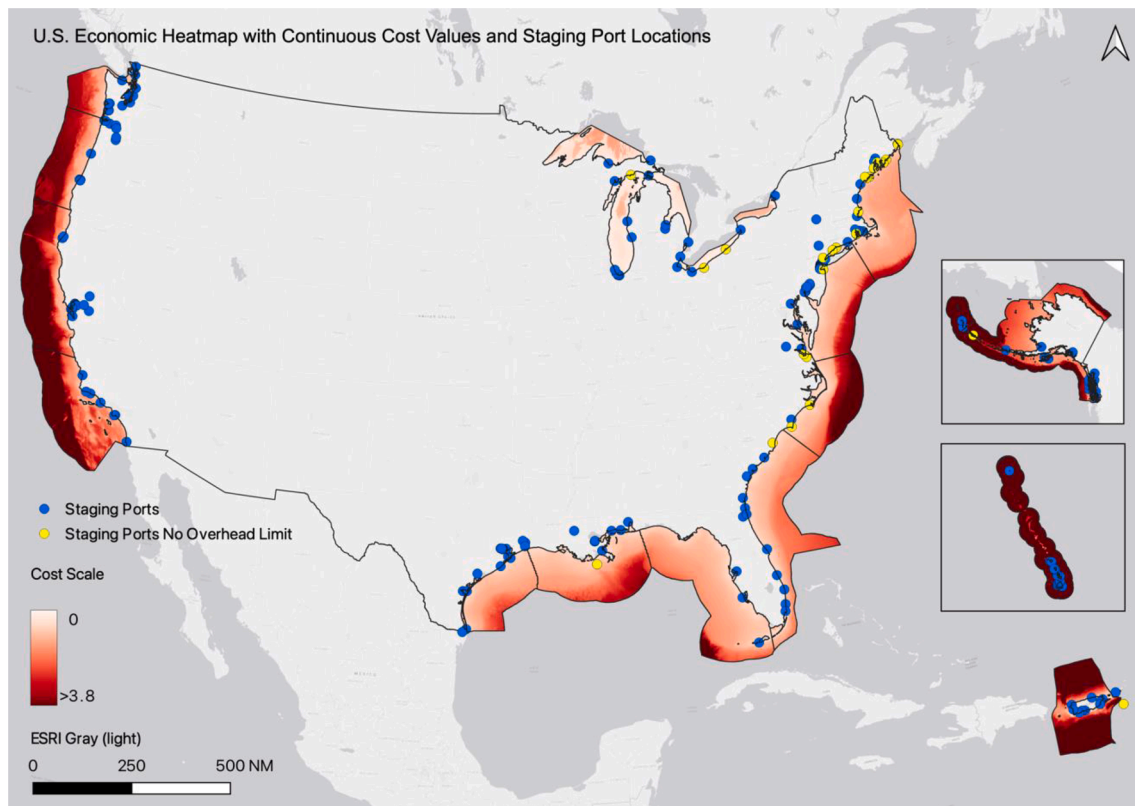 U.S. Economic Heatmap with Continuous Cost Values and Staging Port Locations
Staging Ports
Staging Ports No Overhead Limit
Cost Scale
0
>3.8
ESRI Gray (light)
0 250 500 NM
MEXICO